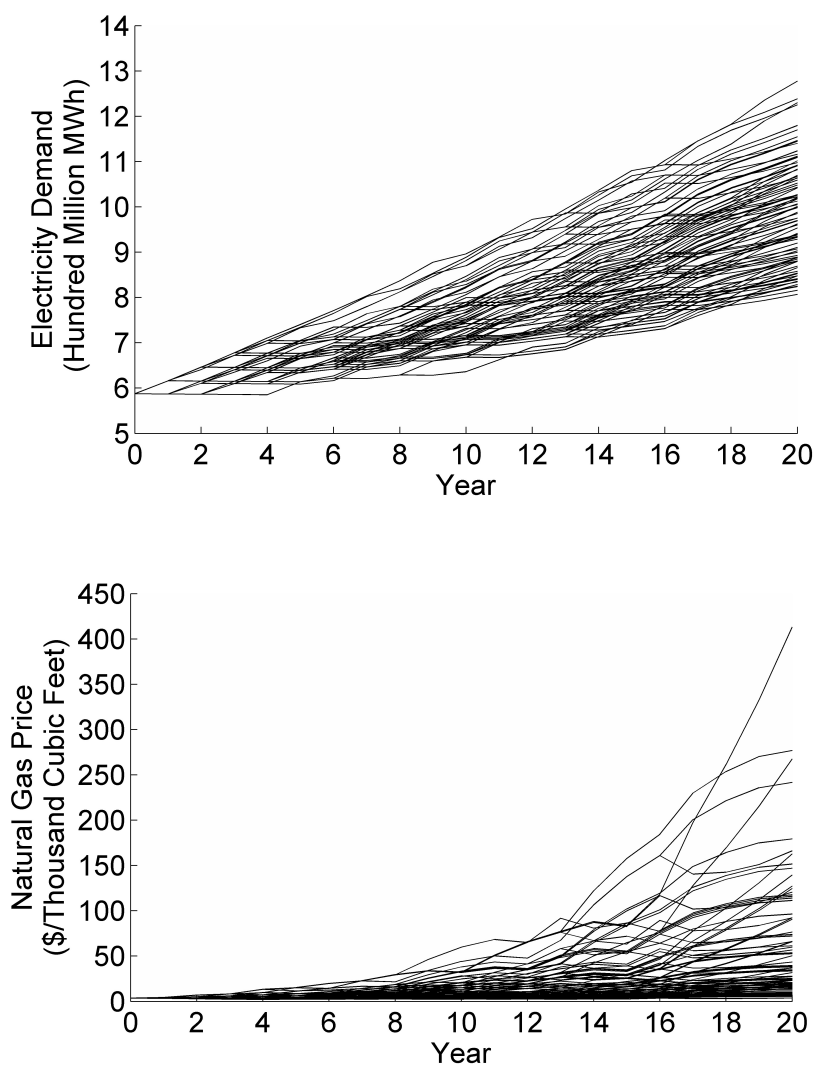 14
13
12
11
10
9
8
7
6
5
Electricity Demand
(Hundred Million MWh)
0 2 4 6 8 10 12 14 16 18 20
Year
450
400
350
300
250
200
150
100
50
0
Natural Gas Price
($/Thousand Cubic Feet)
0 2 4 6 8 10 12 14 16 18 20
Year